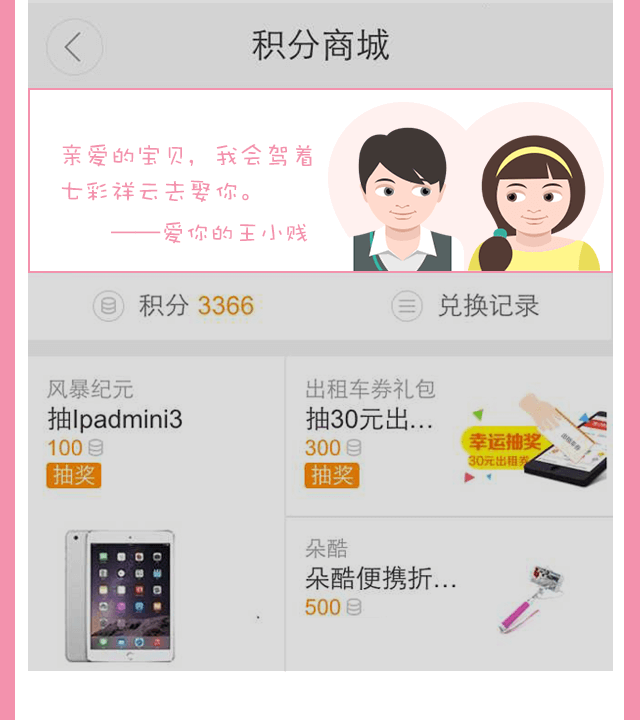 积分商城
亲爱的宝贝，我会驾着
七彩祥云去娶你。
——爱你的王小贱
积分 3366
兑换记录
风暴纪元
抽Ipadmini3
100
抽奖
出租车券礼包
抽30元出...
300
抽奖
幸运抽奖
30元出租券
朵酷
朵酷便携折...
500